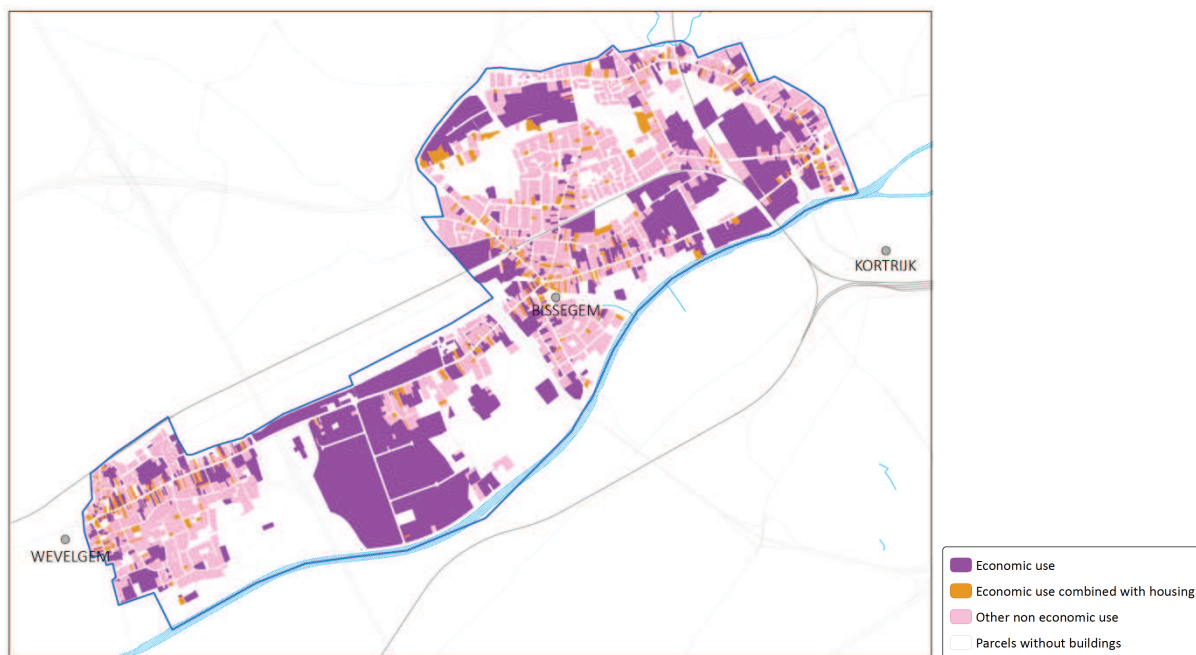 KORTRIJK
BISSEGEM
WEVELGEM
Economic use
Economic use combined with housing
Other non economic use
Parcels without buildings